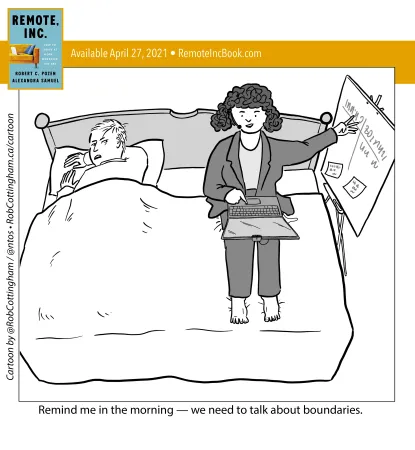 REMOTE,
INC.
ROBERT C. POZEN
ALEXANDRA SAMUEL
Available April 27, 2021 • RemoteIncBook.com
Cartoon by @RobCottingham / @ntos • RobCottingham.ca/cartoon
Remind me in the morning — we need to talk about boundaries.